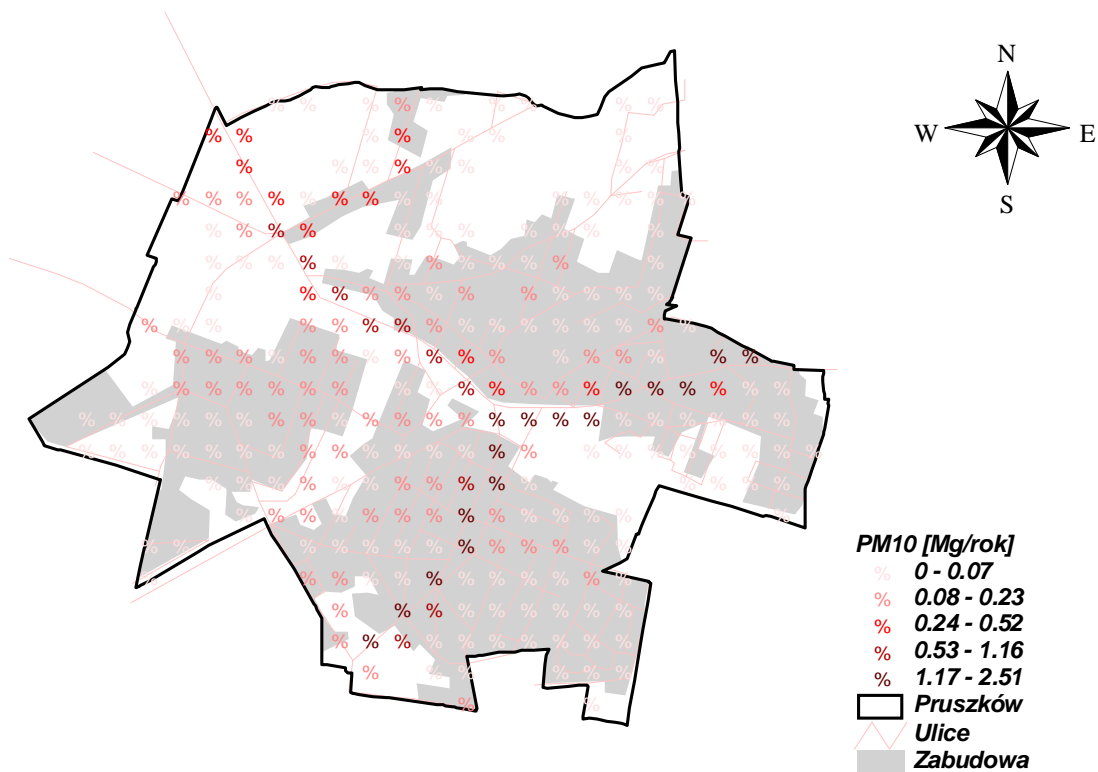 N
W E
S
PM10 [Mg/rok]
% 0 - 0.07
% 0.08 - 0.23
% 0.24 - 0.52
% 0.53 - 1.16
% 1.17 - 2.51
Pruszków
Ulice
Zabudowa